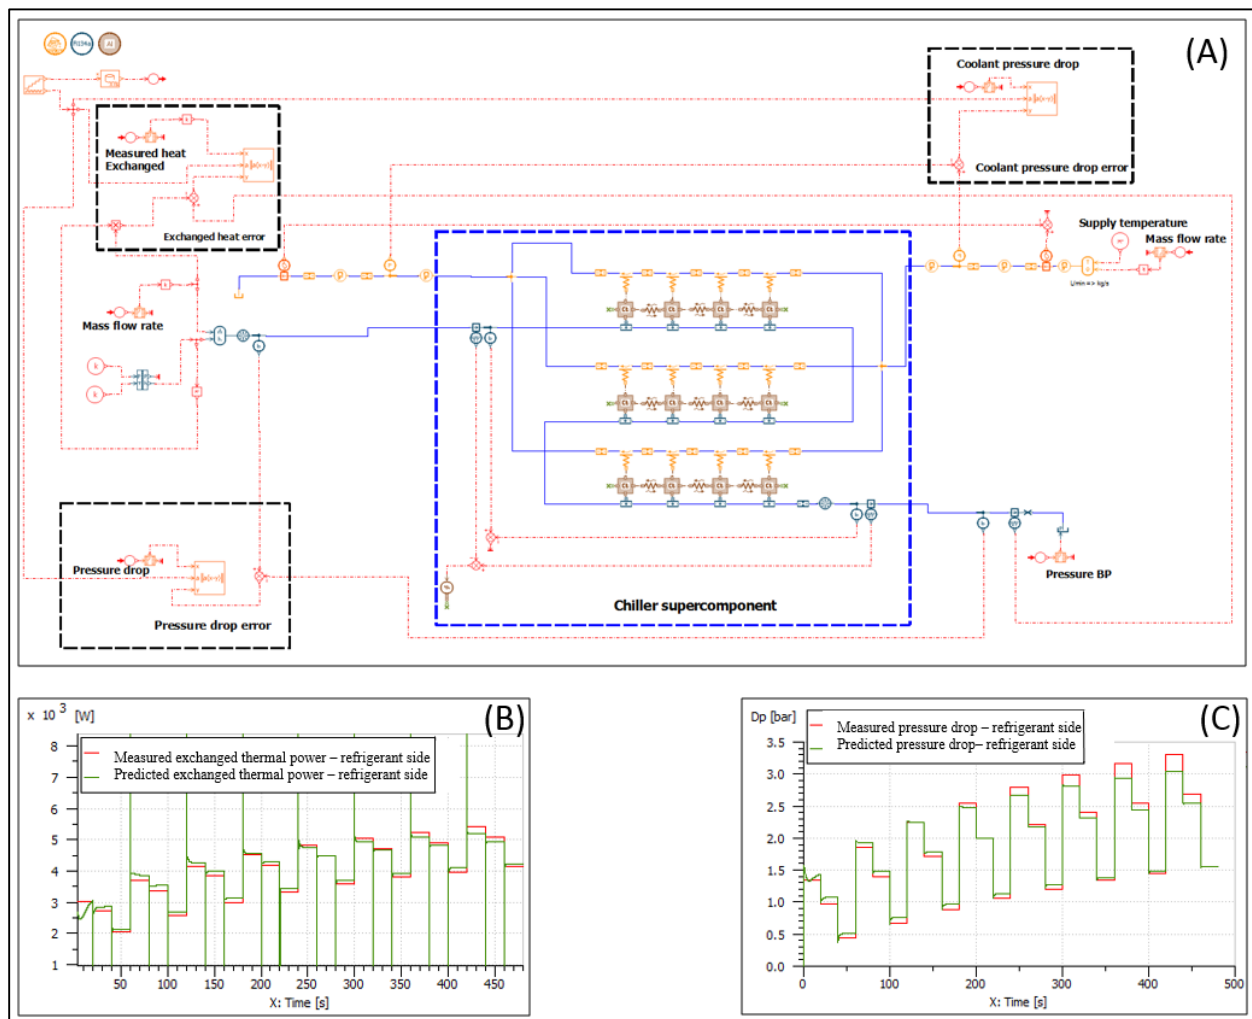 (A)
R134a
Al
Coolant pressure drop
Coolant pressure drop error
Measured heat
Exchanged
Exchanged heat error
Supply temperature
Mass flow rate
L/min => kg/s
Mass flow rate
k
k
Pressure drop
Pressure drop error
Chiller supercomponent
Pressure BP
(B)
x 10 3 [W]
Measured exchanged thermal power – refrigerant side
Predicted exchanged thermal power – refrigerant side
8
7
6
5
4
3
2
1
50 100 150 200 250 300 350 400 450
X: Time [s]
(C)
Dp [bar]
Measured pressure drop – refrigerant side
Predicted pressure drop– refrigerant side
3.5
3.0
2.5
2.0
1.5
1.0
0.5
0.0
0 100 200 300 400 500
X: Time [s]